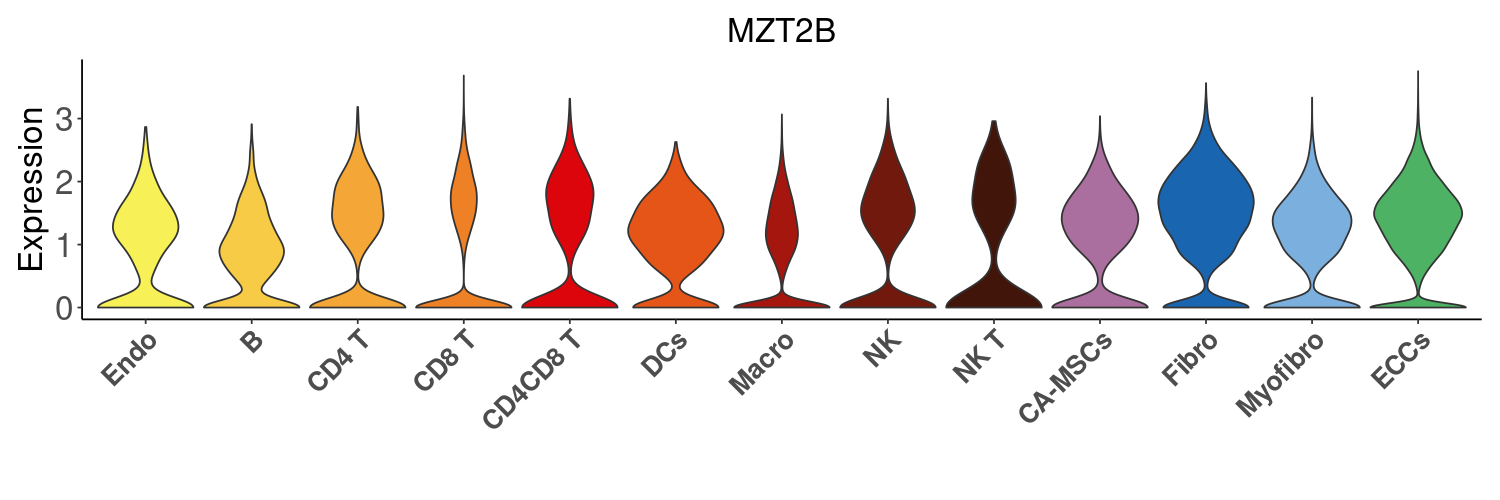 MZT2B
Expression
3
2
1
0
Endo
B
CD4 T
CD8 T
CD4CD8 T
DCs
Macro
NK
NK T
CA-MSCs
Fibro
Myofibro
ECCs